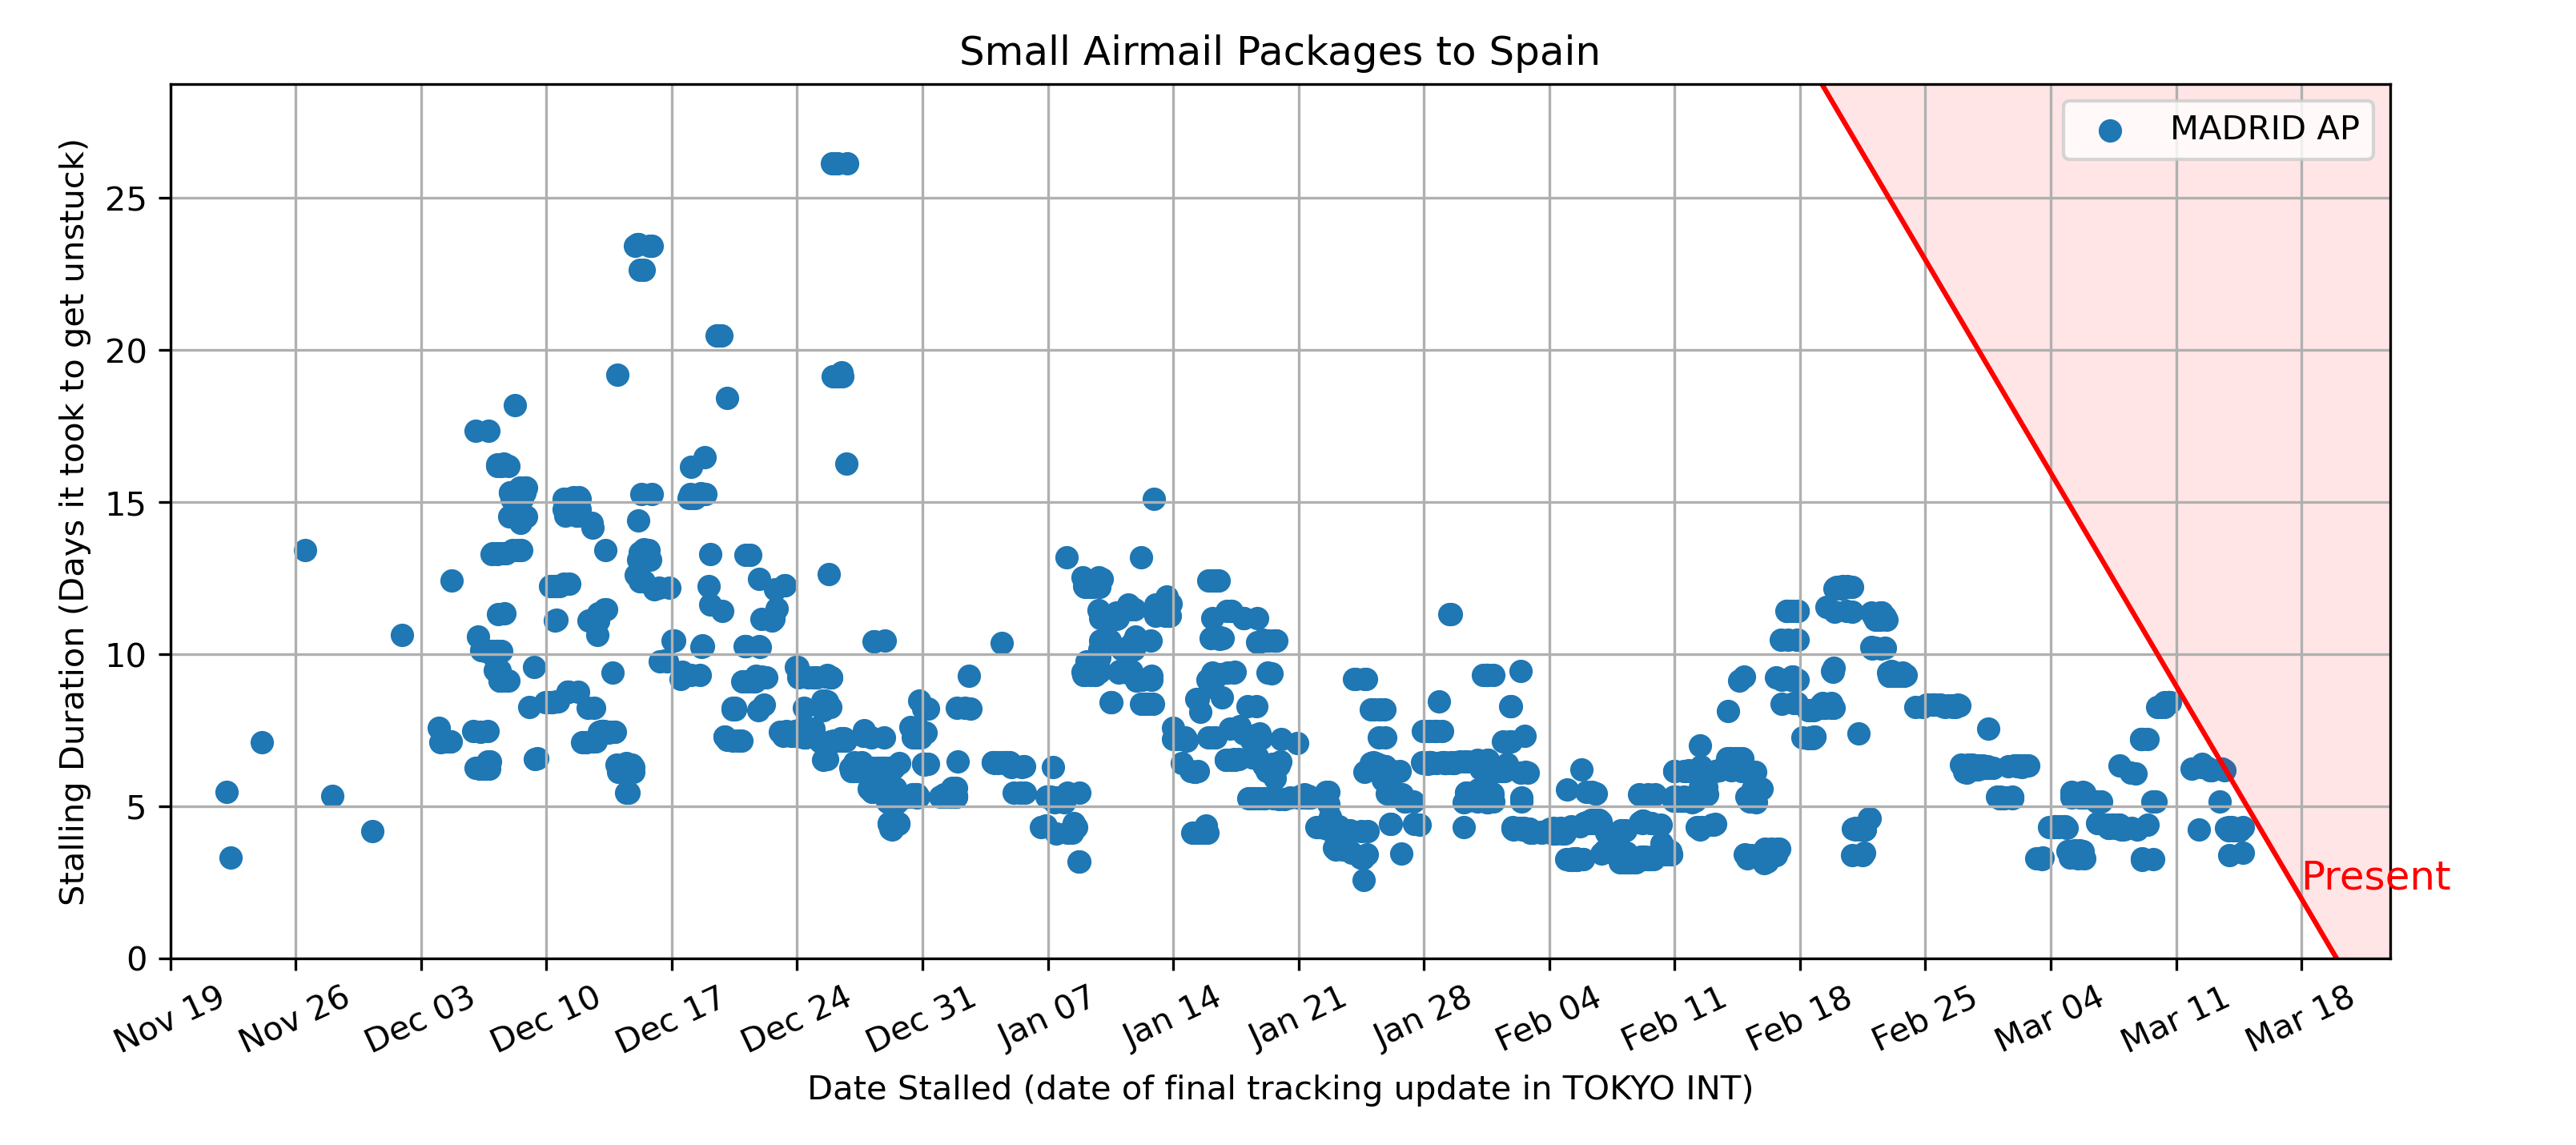 Small Airmail Packages to Spain
MADRID AP
Stalling Duration (Days it took to get unstuck)
25
20
15
10
5
0
Present
Nov 19 Nov 26 Dec 03 Dec 10 Dec 17 Dec 24 Dec 31 Jan 07 Jan 14 Jan 21 Jan 28 Feb 04 Feb 11 Feb 18 Feb 25 Mar 04 Mar 11 Mar 18
Date Stalled (date of final tracking update in TOKYO INT)